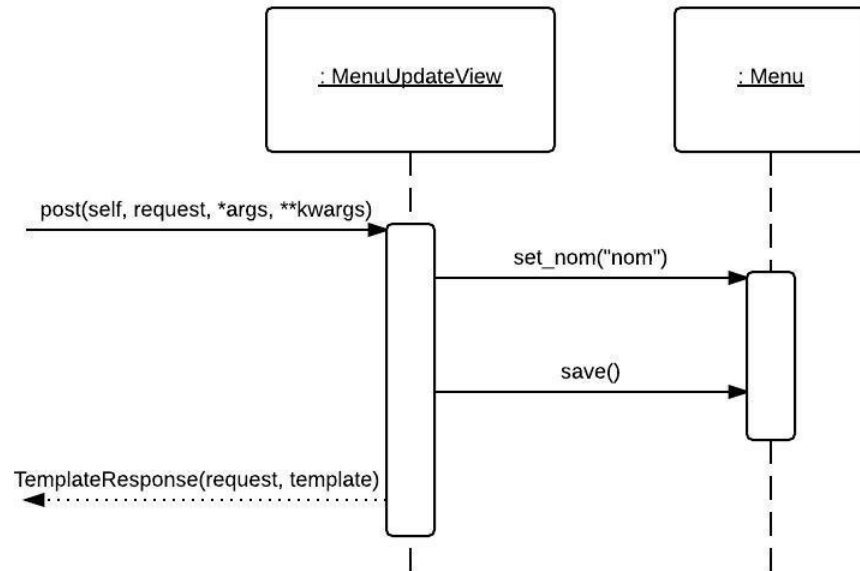 : MenuUpdateView
: Menu
post(self, request, *args, **kwargs)
set_nom("nom")
save()
TemplateResponse(request, template)